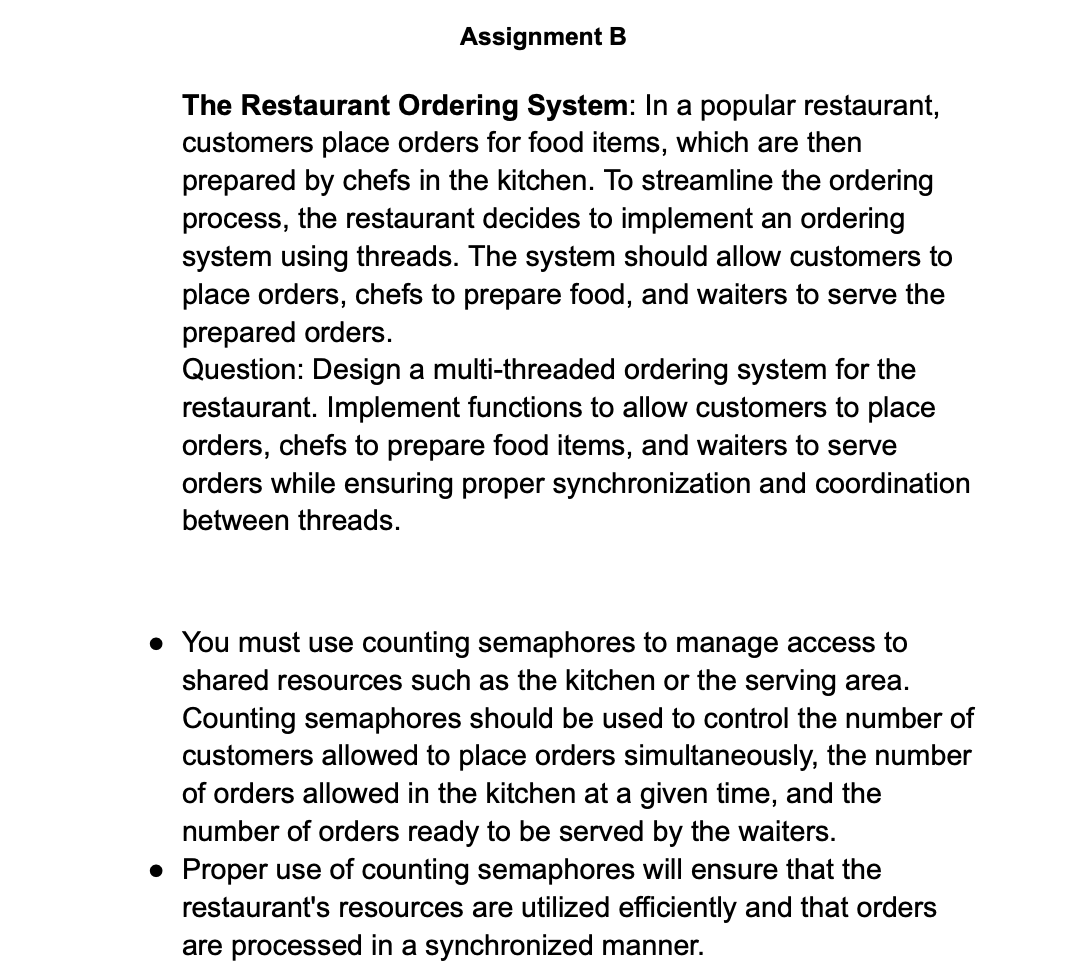 Assignment B
The Restaurant Ordering System: In a popular restaurant,
customers place orders for food items, which are then
prepared by chefs in the kitchen. To streamline the ordering
process, the restaurant decides to implement an ordering
system using threads. The system should allow customers to
place orders, chefs to prepare food, and waiters to serve the
prepared orders.
Question: Design a multi-threaded ordering system for the
restaurant. Implement functions to allow customers to place
orders, chefs to prepare food items, and waiters to serve
orders while ensuring proper synchronization and coordination
between threads.
● You must use counting semaphores to manage access to
shared resources such as the kitchen or the serving area.
Counting semaphores should be used to control the number of
customers allowed to place orders simultaneously, the number
of orders allowed in the kitchen at a given time, and the
number of orders ready to be served by the waiters.
● Proper use of counting semaphores will ensure that the
restaurant's resources are utilized efficiently and that orders
are processed in a synchronized manner.